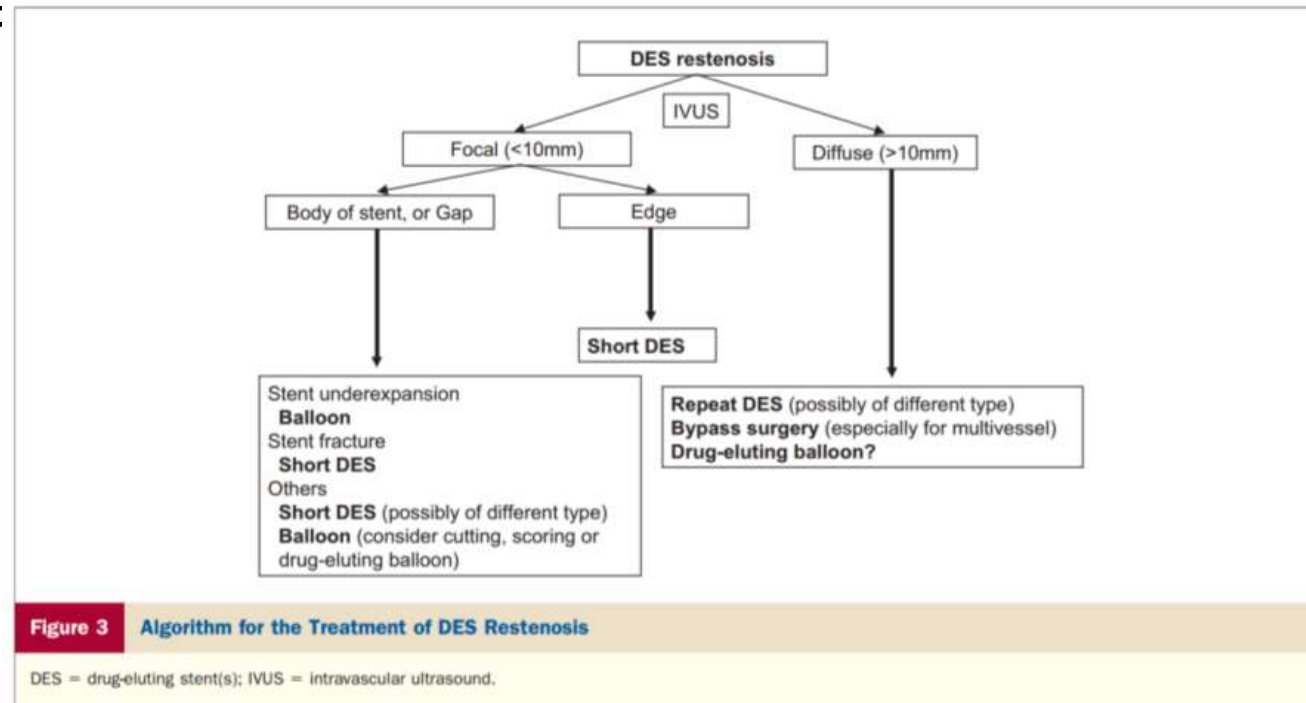 DES restenosis
IVUS
Focal (<10mm)
Diffuse (>10mm)
Body of stent, or Gap
Edge
Short DES
Stent underexpansion
Balloon
Stent fracture
Short DES
Others
Short DES (possibly of different type)
Balloon (consider cutting, scoring or
drug-eluting balloon)
Repeat DES (possibly of different type)
Bypass surgery (especially for multivessel)
Drug-eluting balloon?
Figure 3 Algorithm for the Treatment of DES Restenosis
DES = drug-eluting stent(s); IVUS = intravascular ultrasound.